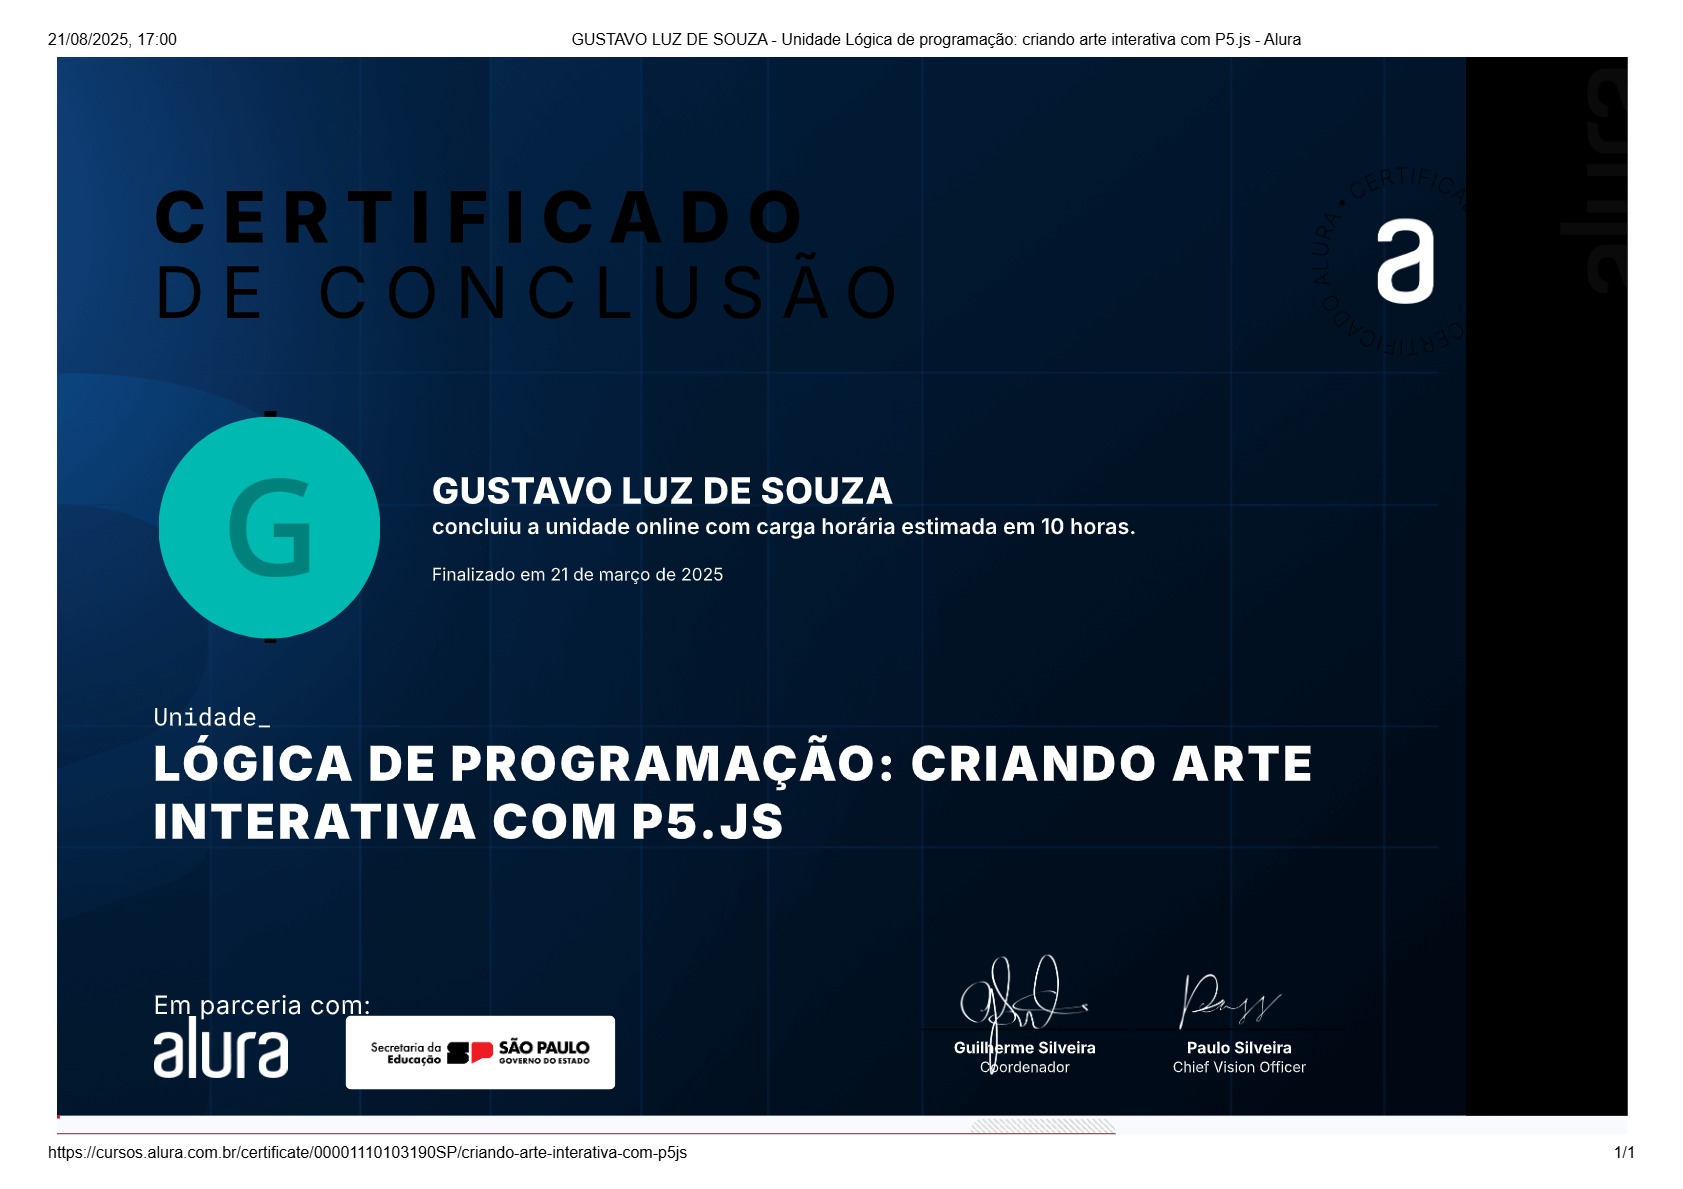 21/08/2025, 17:00
GUSTAVO LUZ DE SOUZA - Unidade Lógica de programação: criando arte interativa com P5.js - Alura
alura
CERTIFICADO
DE CONCLUSÃO
CERTIFICADO ALURA • CERTIFICA
a
G
GUSTAVO LUZ DE SOUZA
concluiu a unidade online com carga horária estimada em 10 horas.
Finalizado em 21 de março de 2025
Unidade_
LÓGICA DE PROGRAMAÇÃO: CRIANDO ARTE
INTERATIVA COM P5.JS
Em parceria com:
alura
Secretaria da
Educação
SP
SÃO PAULO
GOVERNO DO ESTADO
Guilherme Silveira
Coordenador
Paulo Silveira
Chief Vision Officer
https://cursos.alura.com.br/certificate/00001110103190SP/criando-arte-interativa-com-p5js
1/1